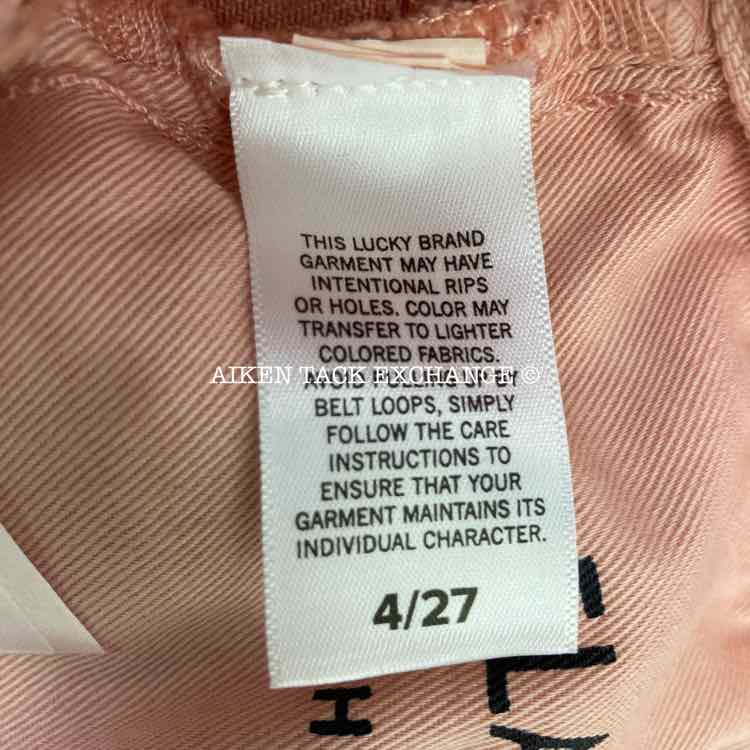 THIS LUCKY BRAND
GARMENT MAY HAVE
INTENTIONAL RIPS
OR HOLES. COLOR MAY
TRANSFER TO LIGHTER
COLORED FABRICS.
AIKEN TACK EXCHANGE ©
AVOID PULLING
BELT LOOPS, SIMPLY
FOLLOW THE CARE
INSTRUCTIONS TO
ENSURE THAT YOUR
GARMENT MAINTAINS ITS
INDIVIDUAL CHARACTER.
4/27